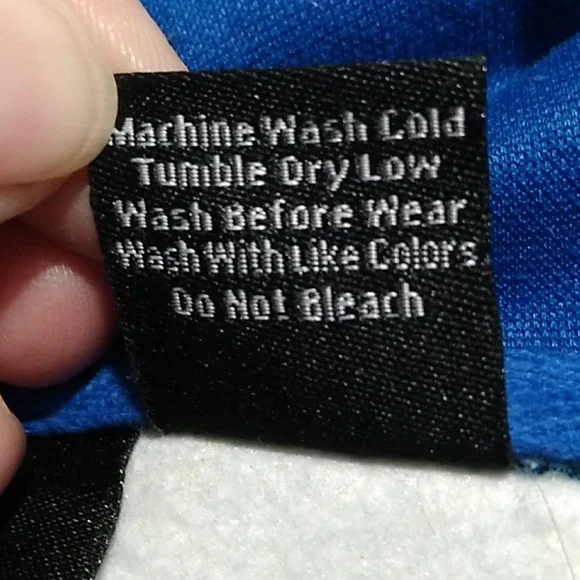 Machine Wash Cold
Tumble Dry Low
Wash Before Wear
Wash With Like Colors
Do Not Bleach